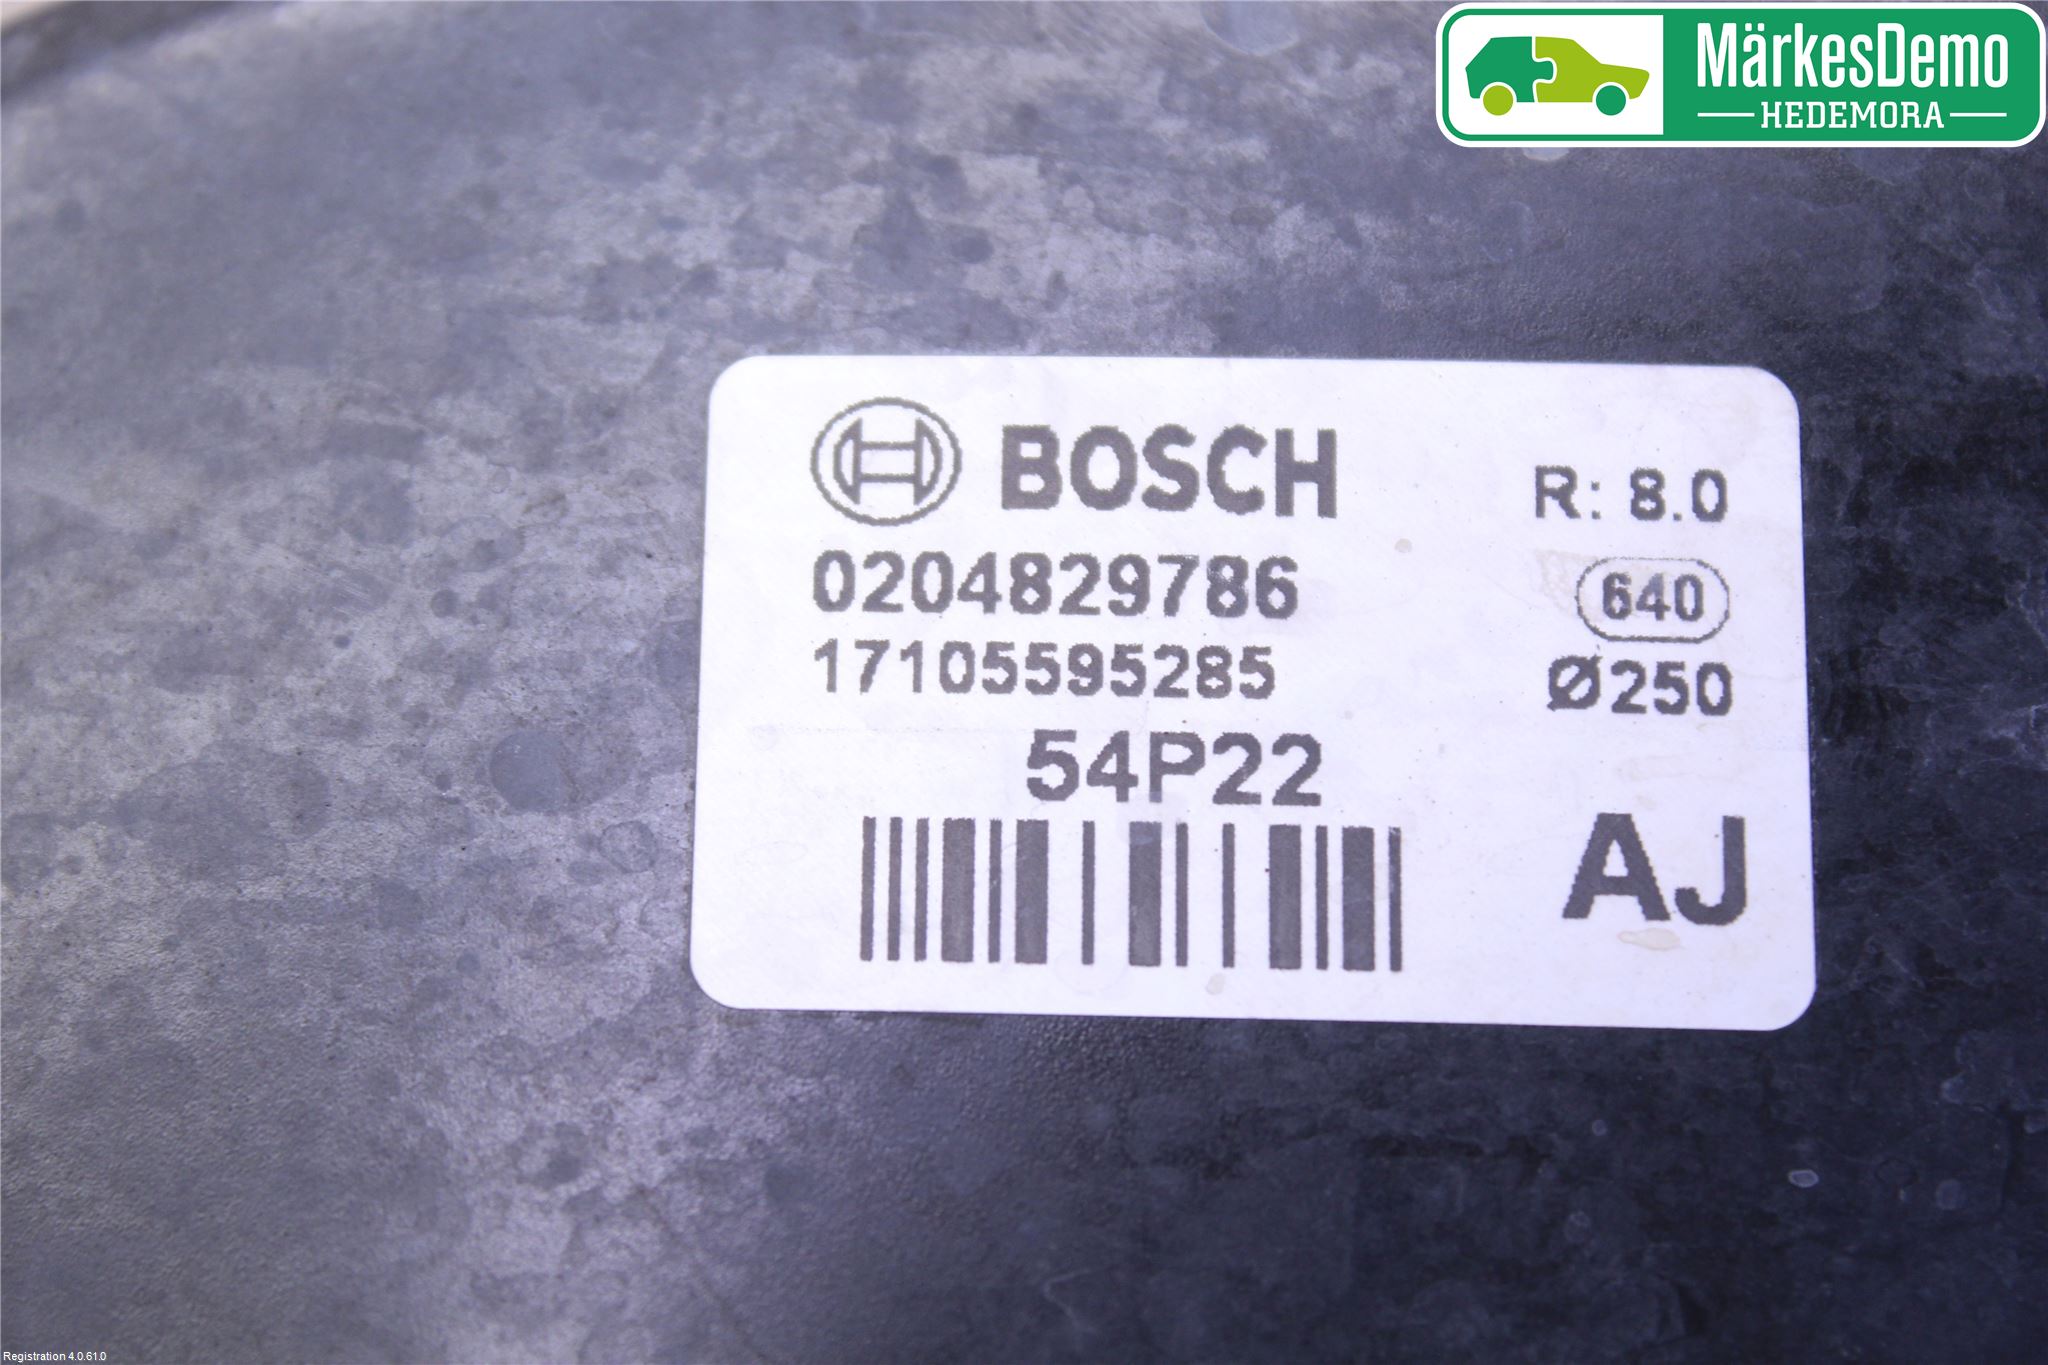 MärkesDemo
HEDEMORA
BOSCH
R: 8.0
0204829786
640
17105595285
Ø250
54P22
AJ
Registration 4.0.61.0